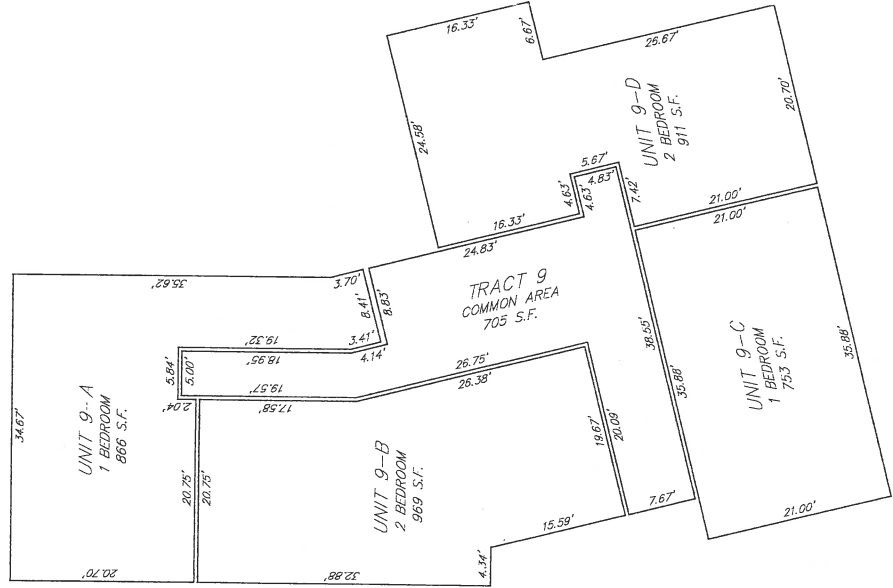 16.33'
6.67'
25.67'
20.70'
24.58'
UNIT 9-D
2 BEDROOM
911 S.F.
5.67'
4.83'
4.63'
4.63'
7.42'
21.00'
21.00'
16.33'
24.83'
TRACT 9
COMMON AREA
705 S.F.
35.62'
3.70'
8.41'
8.83'
19.32'
3.41'
18.95'
4.14'
5.84'
5.00'
19.57'
2.04'
17.58'
26.75'
26.38'
38.55'
35.88'
35.88'
UNIT 9-C
1 BEDROOM
753 S.F.
34.67'
UNIT 9-A
1 BEDROOM
866 S.F.
20.75'
20.75'
UNIT 9-B
2 BEDROOM
969 S.F.
19.67'
20.09'
7.67'
21.00'
15.59'
4.34'
20.70'
32.88'